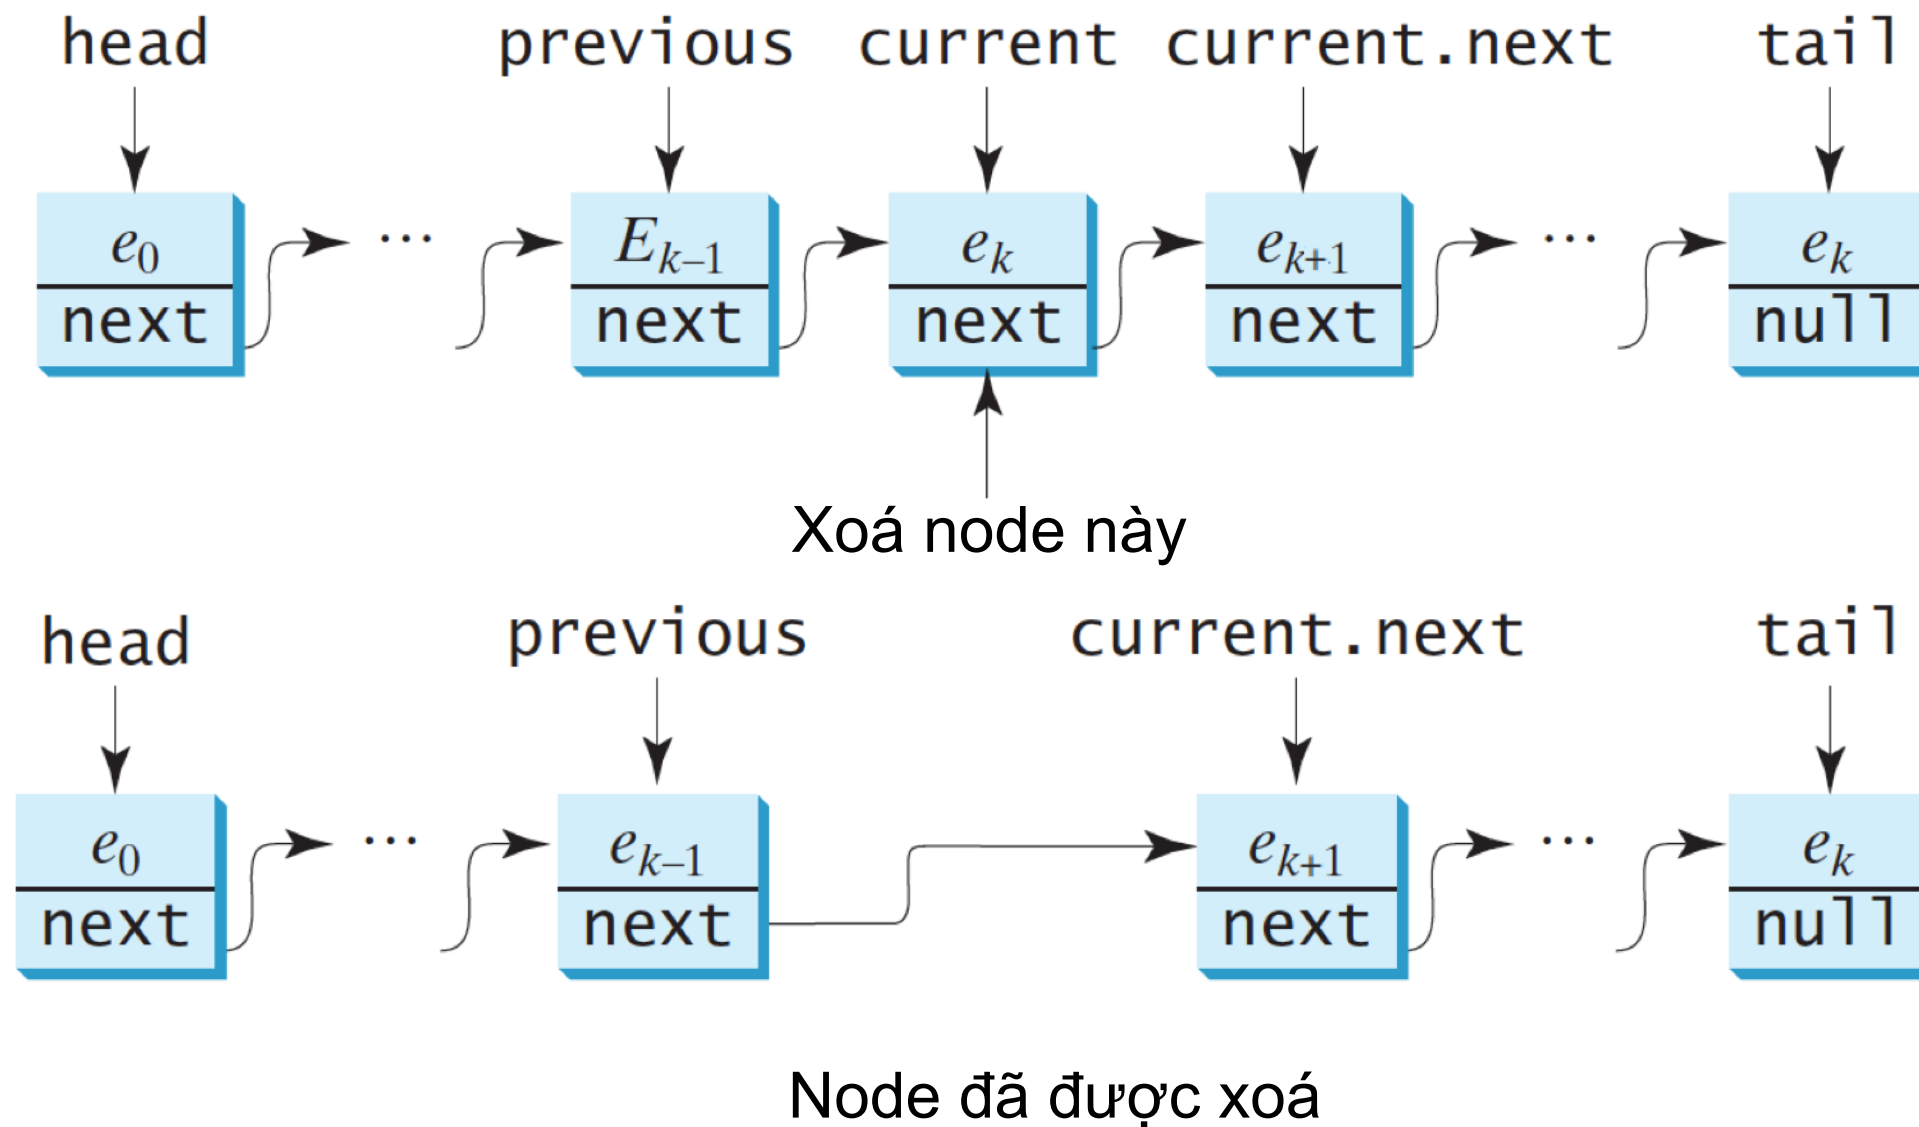 head previous current current.next tail
e0 ... Ek–1 ek ek+1 ... ek
next next next next null
Xoá node này
head previous current.next tail
e0 ... ek–1 ek+1 ... ek
next next next null
Node đã được xoá